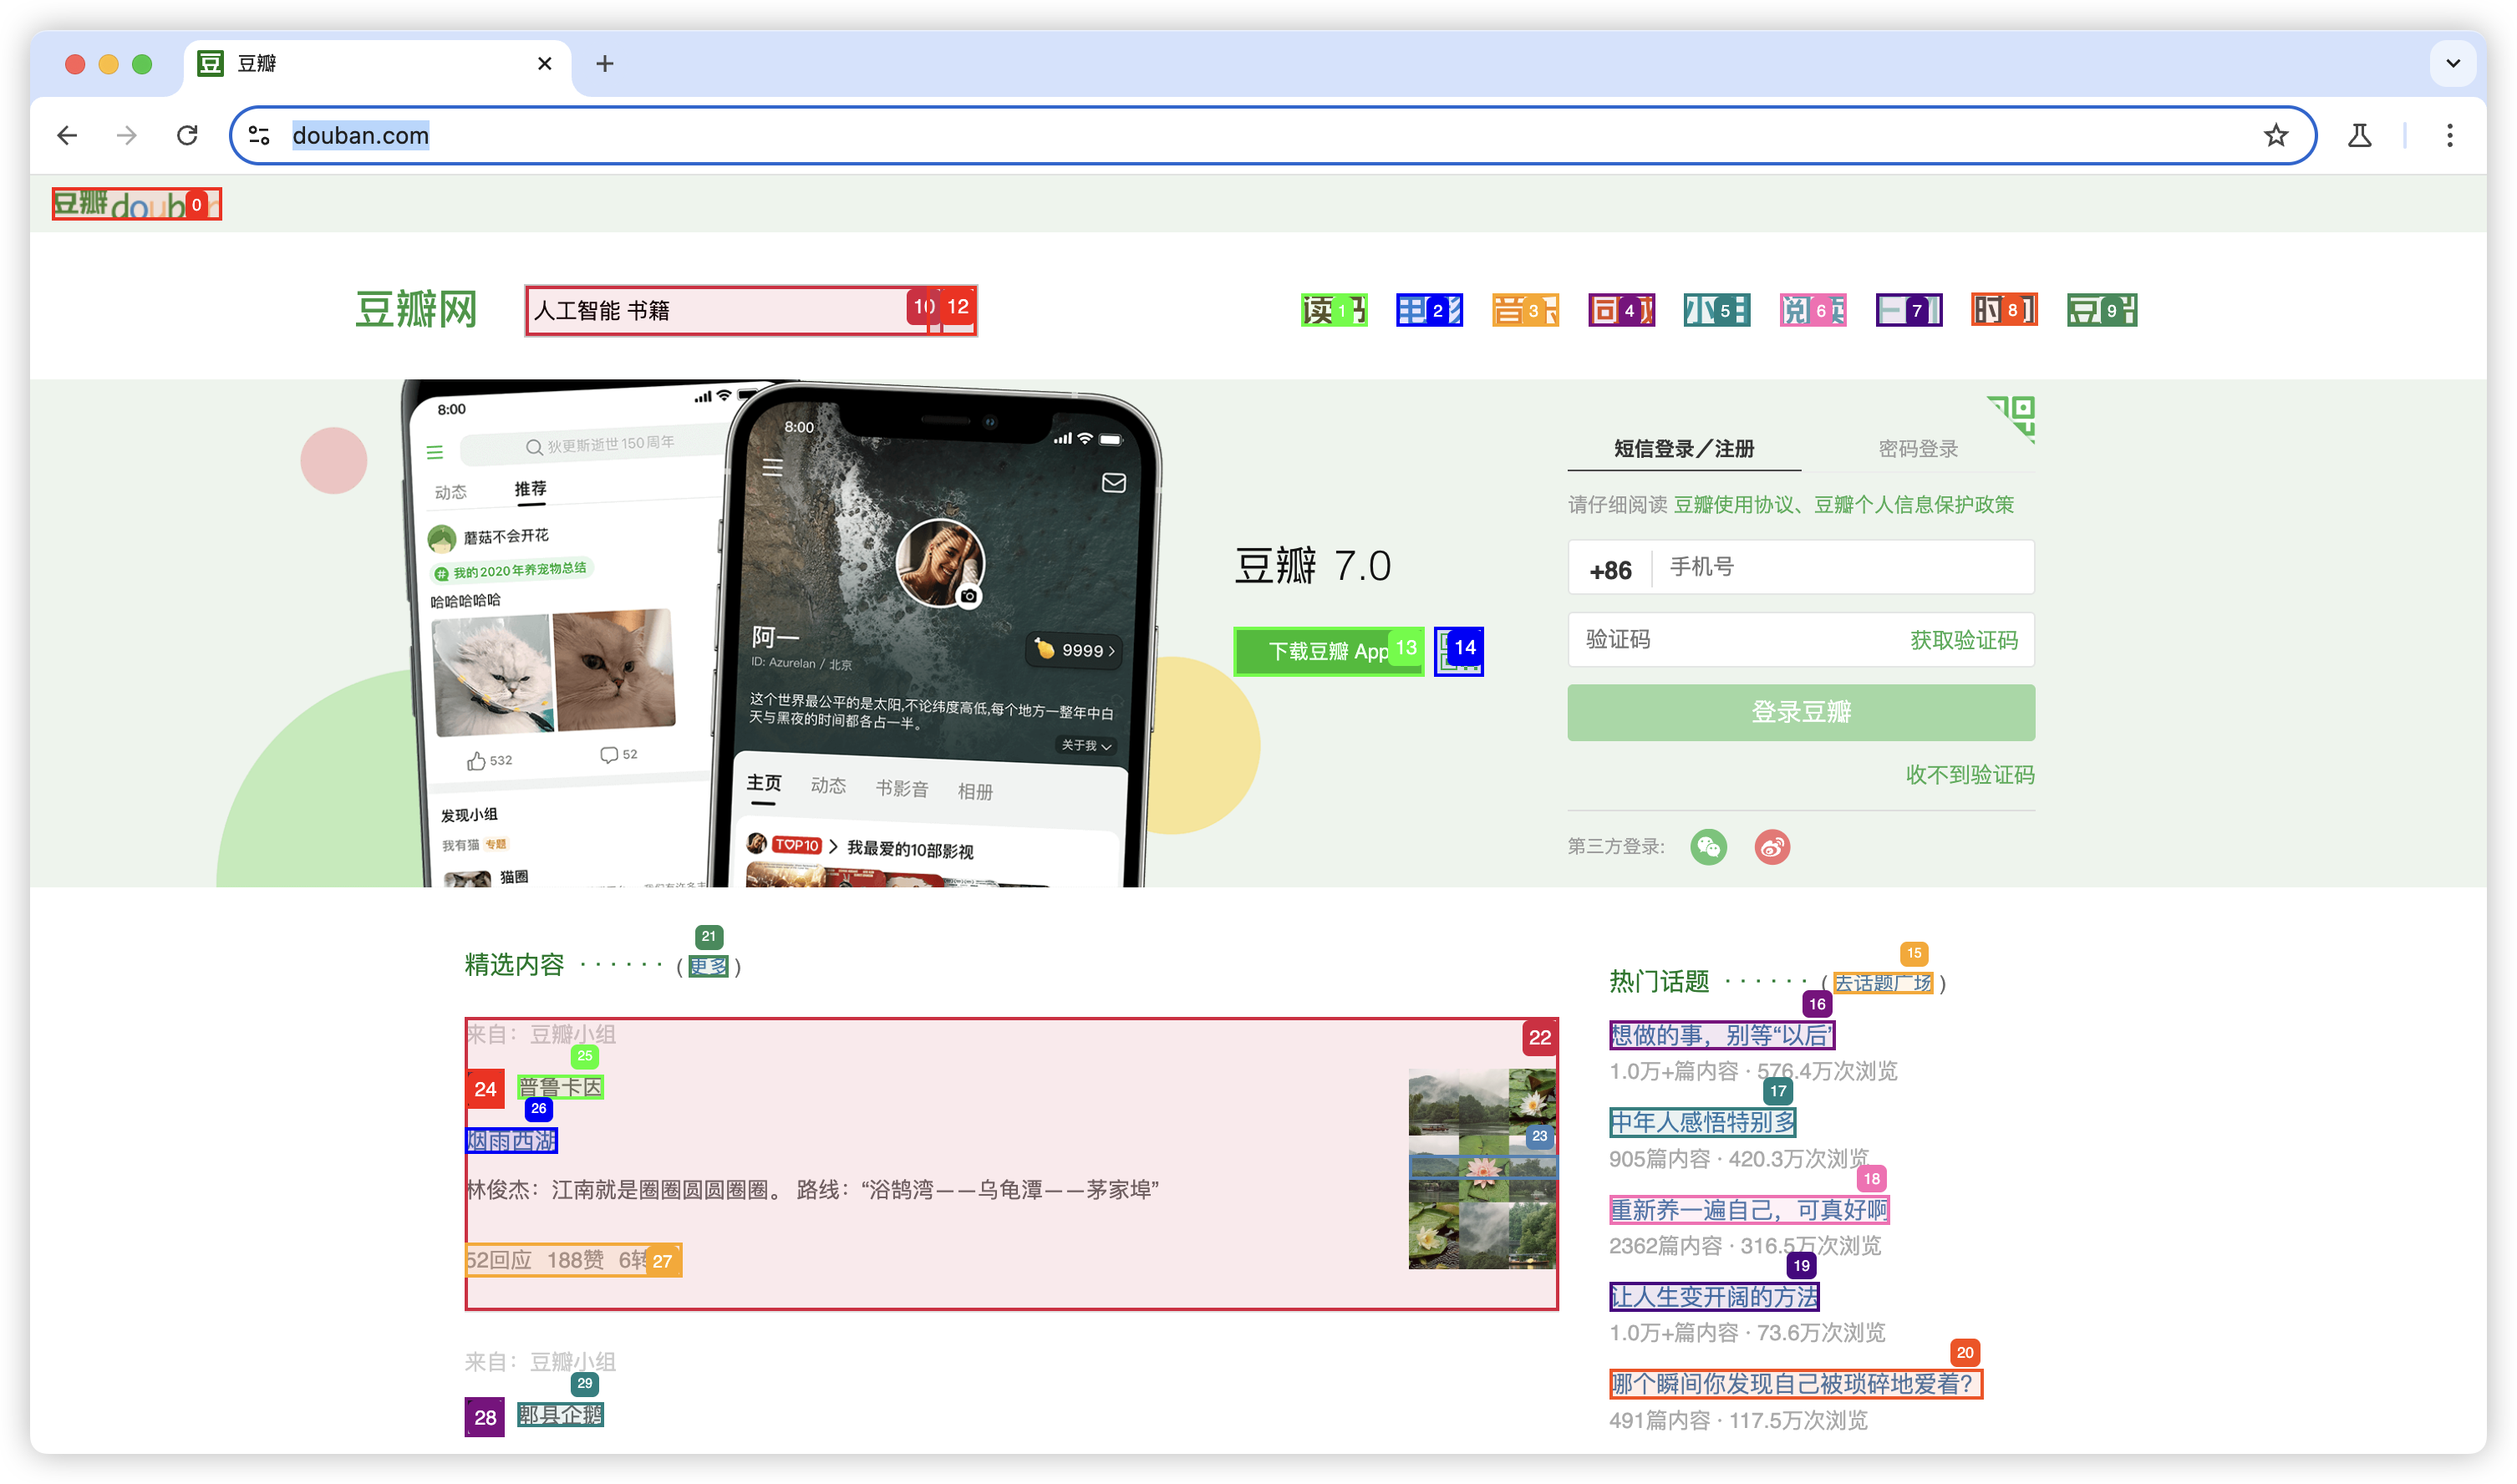 豆瓣
douban.com
豆瓣 doub
0
豆瓣网
人工智能 书籍
10
12
1
2
3
4
5
6
7
8
9
8:00
狄更斯逝世150周年
动态 推荐
蘑菇不会开花
我的2020年养宠物总结
哈哈哈哈哈
532 52
发现小组
我有猫 专题
猫圈
8:00
阿一
ID: Azurelan / 北京
9999
这个世界最公平的是太阳,不论纬度高低,每个地方一整年中白
天与黑夜的时间都各占一半。
关于我
主页 动态 书影音 相册
TOP10 我最爱的10部影视
豆瓣 7.0
下载豆瓣 App
13
14
短信登录／注册 密码登录
请仔细阅读 豆瓣使用协议、豆瓣个人信息保护政策
+86 手机号
验证码 获取验证码
登录豆瓣
收不到验证码
第三方登录:
21
精选内容 · · · · · · ( 更多 )
22
来自：豆瓣小组
25
24 普鲁卡因
26
烟雨西湖
23
林俊杰：江南就是圈圈圆圆圈圈。 路线：“浴鹄湾——乌龟潭——茅家埠”
52回应 188赞 6转
27
来自：豆瓣小组
29
28 郫县企鹅
15
热门话题 · · · · · · ( 去话题广场 )
16
想做的事，别等“以后”
1.0万+篇内容 · 576.4万次浏览
17
中年人感悟特别多
905篇内容 · 420.3万次浏览
18
重新养一遍自己，可真好啊
2362篇内容 · 316.5万次浏览
19
让人生变开阔的方法
1.0万+篇内容 · 73.6万次浏览
20
哪个瞬间你发现自己被琐碎地爱着？
491篇内容 · 117.5万次浏览